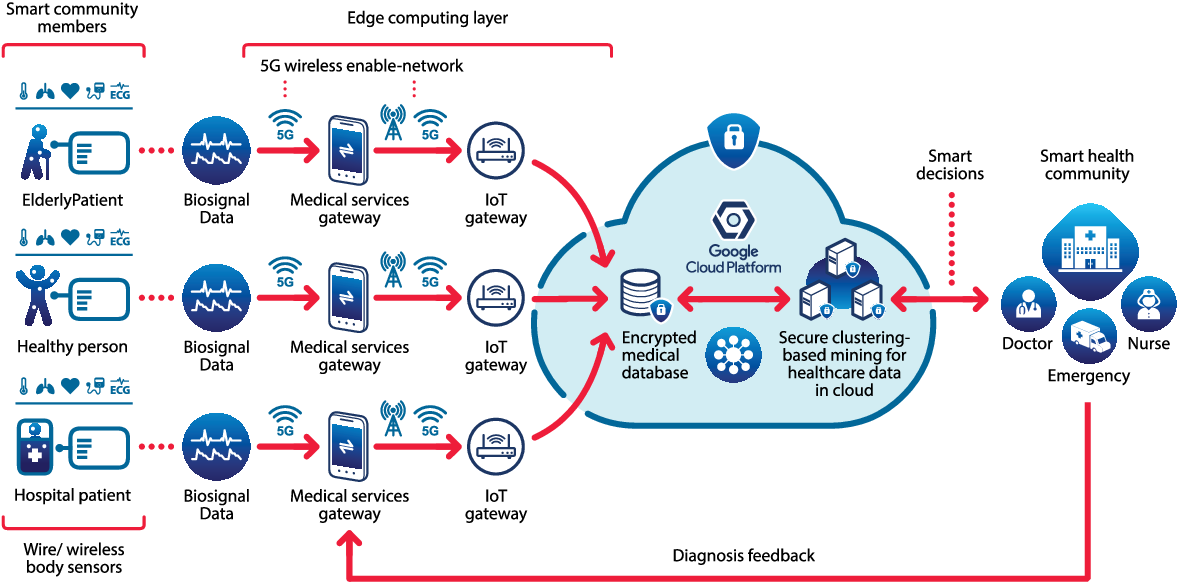 Smart community
members
Edge computing layer
5G wireless enable-network
ECG
5G
5G
ElderlyPatient
Biosignal
Data
Medical services
gateway
IoT
gateway
ECG
5G
5G
Healthy person
Biosignal
Data
Medical services
gateway
IoT
gateway
ECG
5G
5G
Hospital patient
Biosignal
Data
Medical services
gateway
IoT
gateway
Wire/ wireless
body sensors
Google
Cloud Platform
Encrypted
medical
database
Secure clustering-
based mining for
healthcare data
in cloud
Smart
decisions
Smart health
community
Doctor
Nurse
Emergency
Diagnosis feedback